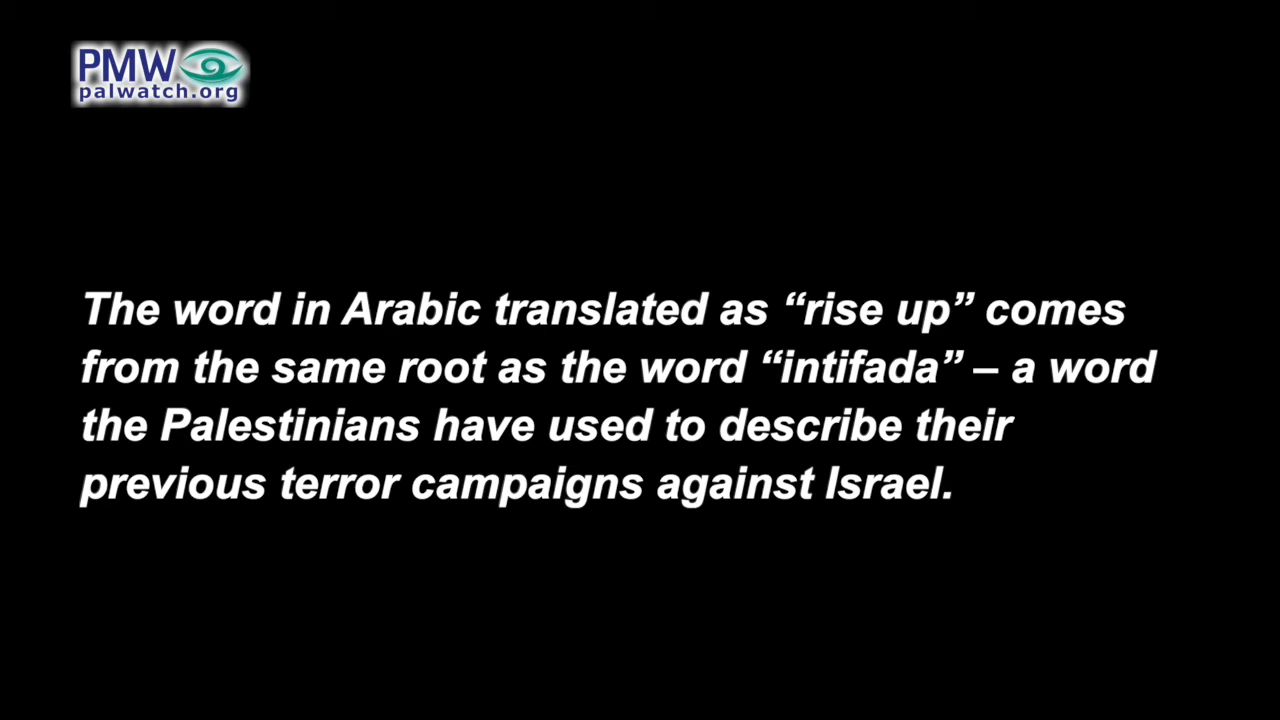 PMW
palwatch.org
The word in Arabic translated as “rise up” comes
from the same root as the word “intifada” – a word
the Palestinians have used to describe their
previous terror campaigns against Israel.